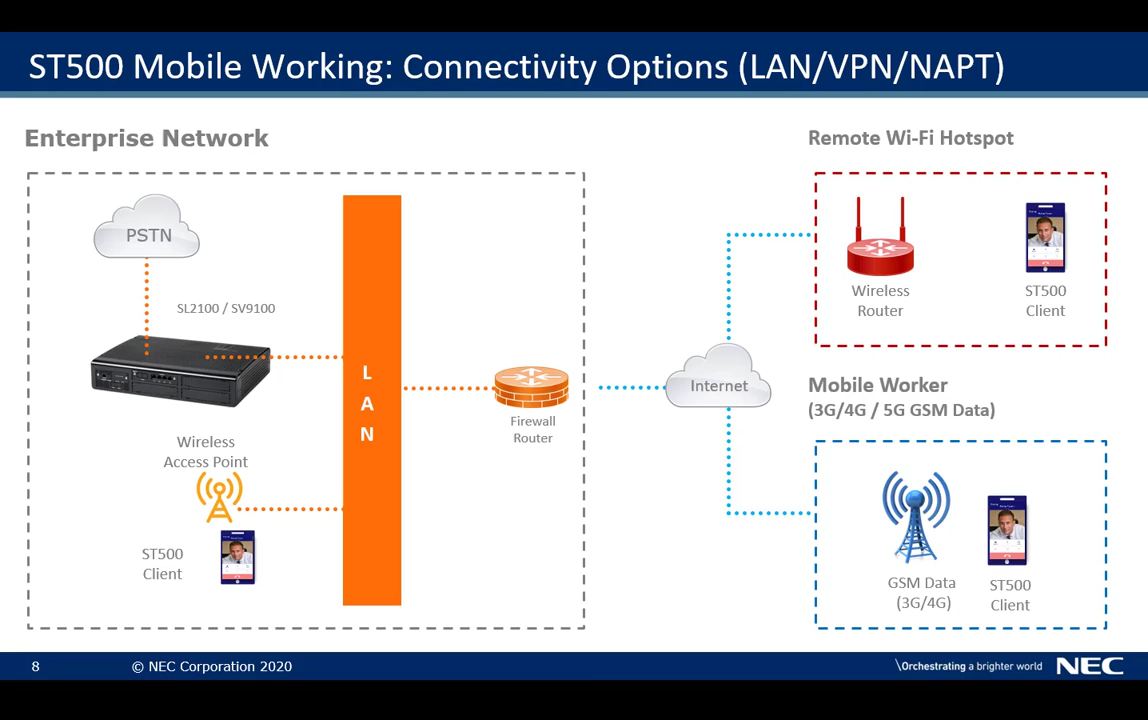 ST500 Mobile Working: Connectivity Options (LAN/VPN/NAPT)
Enterprise Network
PSTN
SL2100 / SV9100
Wireless
Access Point
ST500
Client
L
A
N
Firewall
Router
Internet
Remote Wi-Fi Hotspot
Wireless
Router
ST500
Client
Mobile Worker
(3G/4G / 5G GSM Data)
GSM Data
(3G/4G)
ST500
Client
8
© NEC Corporation 2020
\Orchestrating a brighter world
NEC